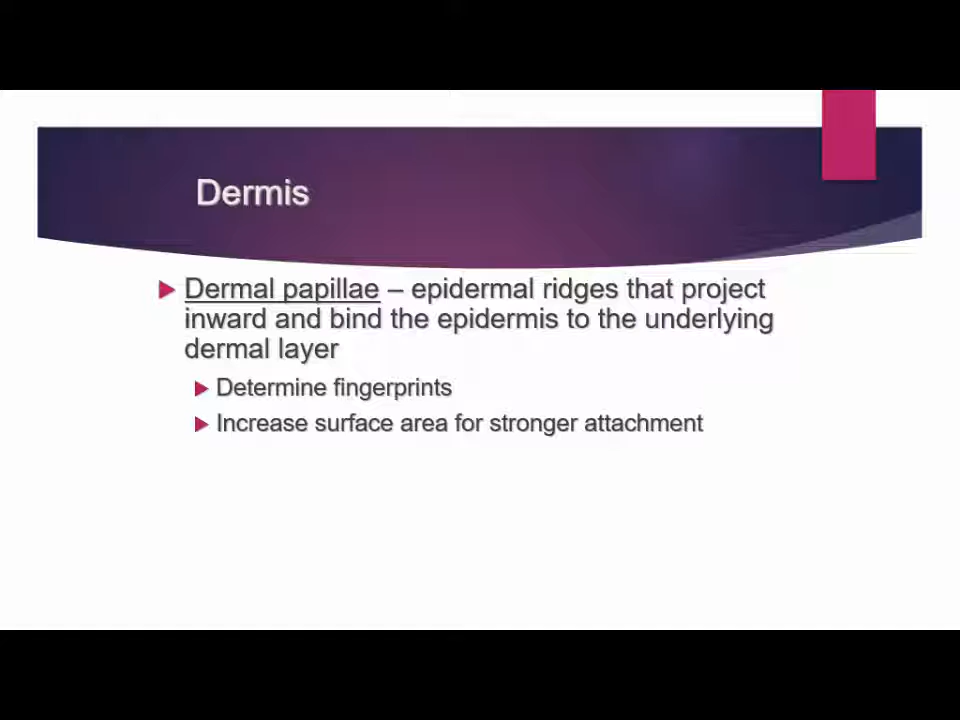 Dermis
Dermal papillae – epidermal ridges that project
inward and bind the epidermis to the underlying
dermal layer
Determine fingerprints
Increase surface area for stronger attachment